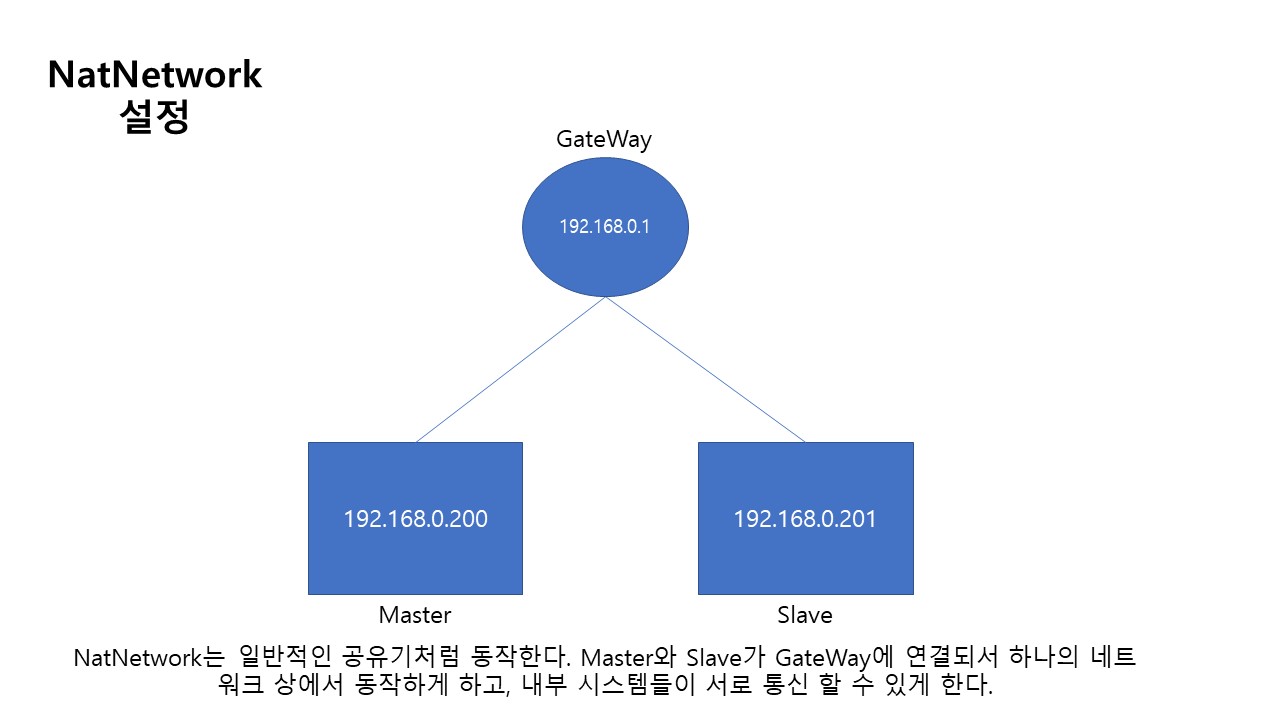 NatNetwork
설정
GateWay
192.168.0.1
192.168.0.200
192.168.0.201
Master
Slave
NatNetwork는 일반적인 공유기처럼 동작한다. Master와 Slave가 GateWay에 연결되서 하나의 네트
워크 상에서 동작하게 하고, 내부 시스템들이 서로 통신 할 수 있게 한다.